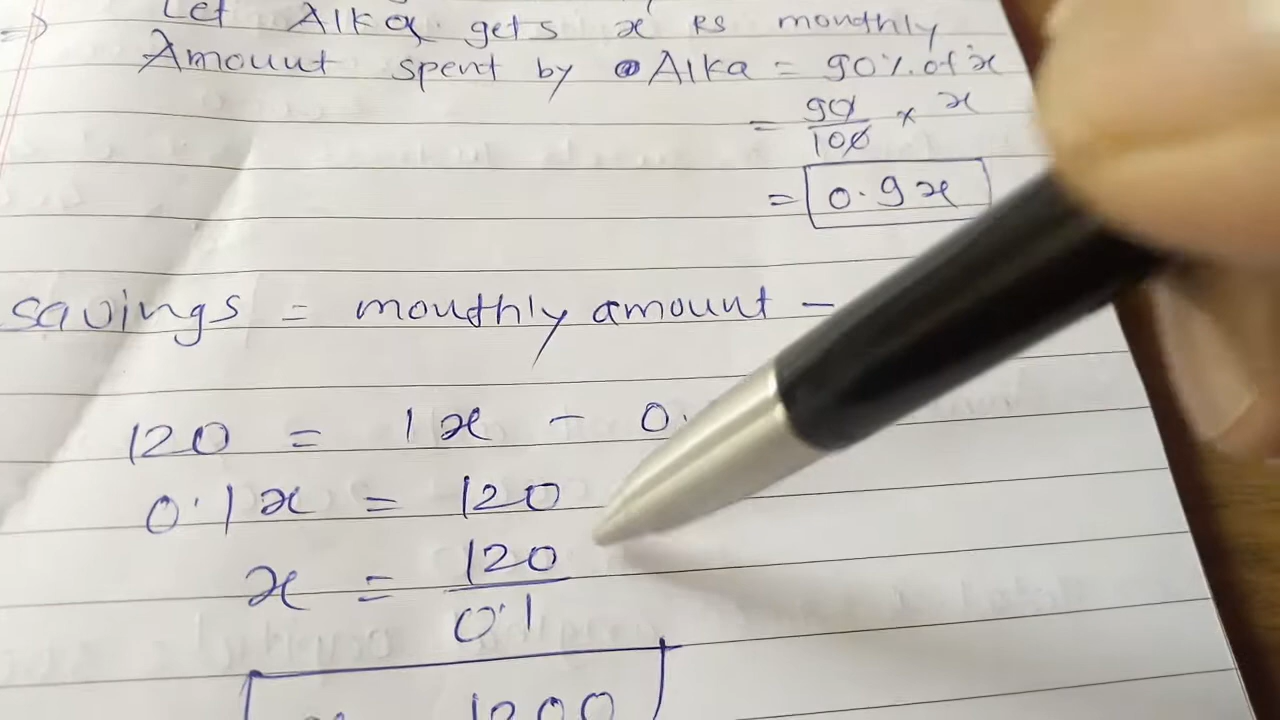 => Let Alka gets x Rs monthly
Amount spent by Alka = 90% of x
= 90/100 × x
= 0.9x
savings = monthly amount -
120 = 1x - 0.
0.1x = 120
x = 120/0.1
1200